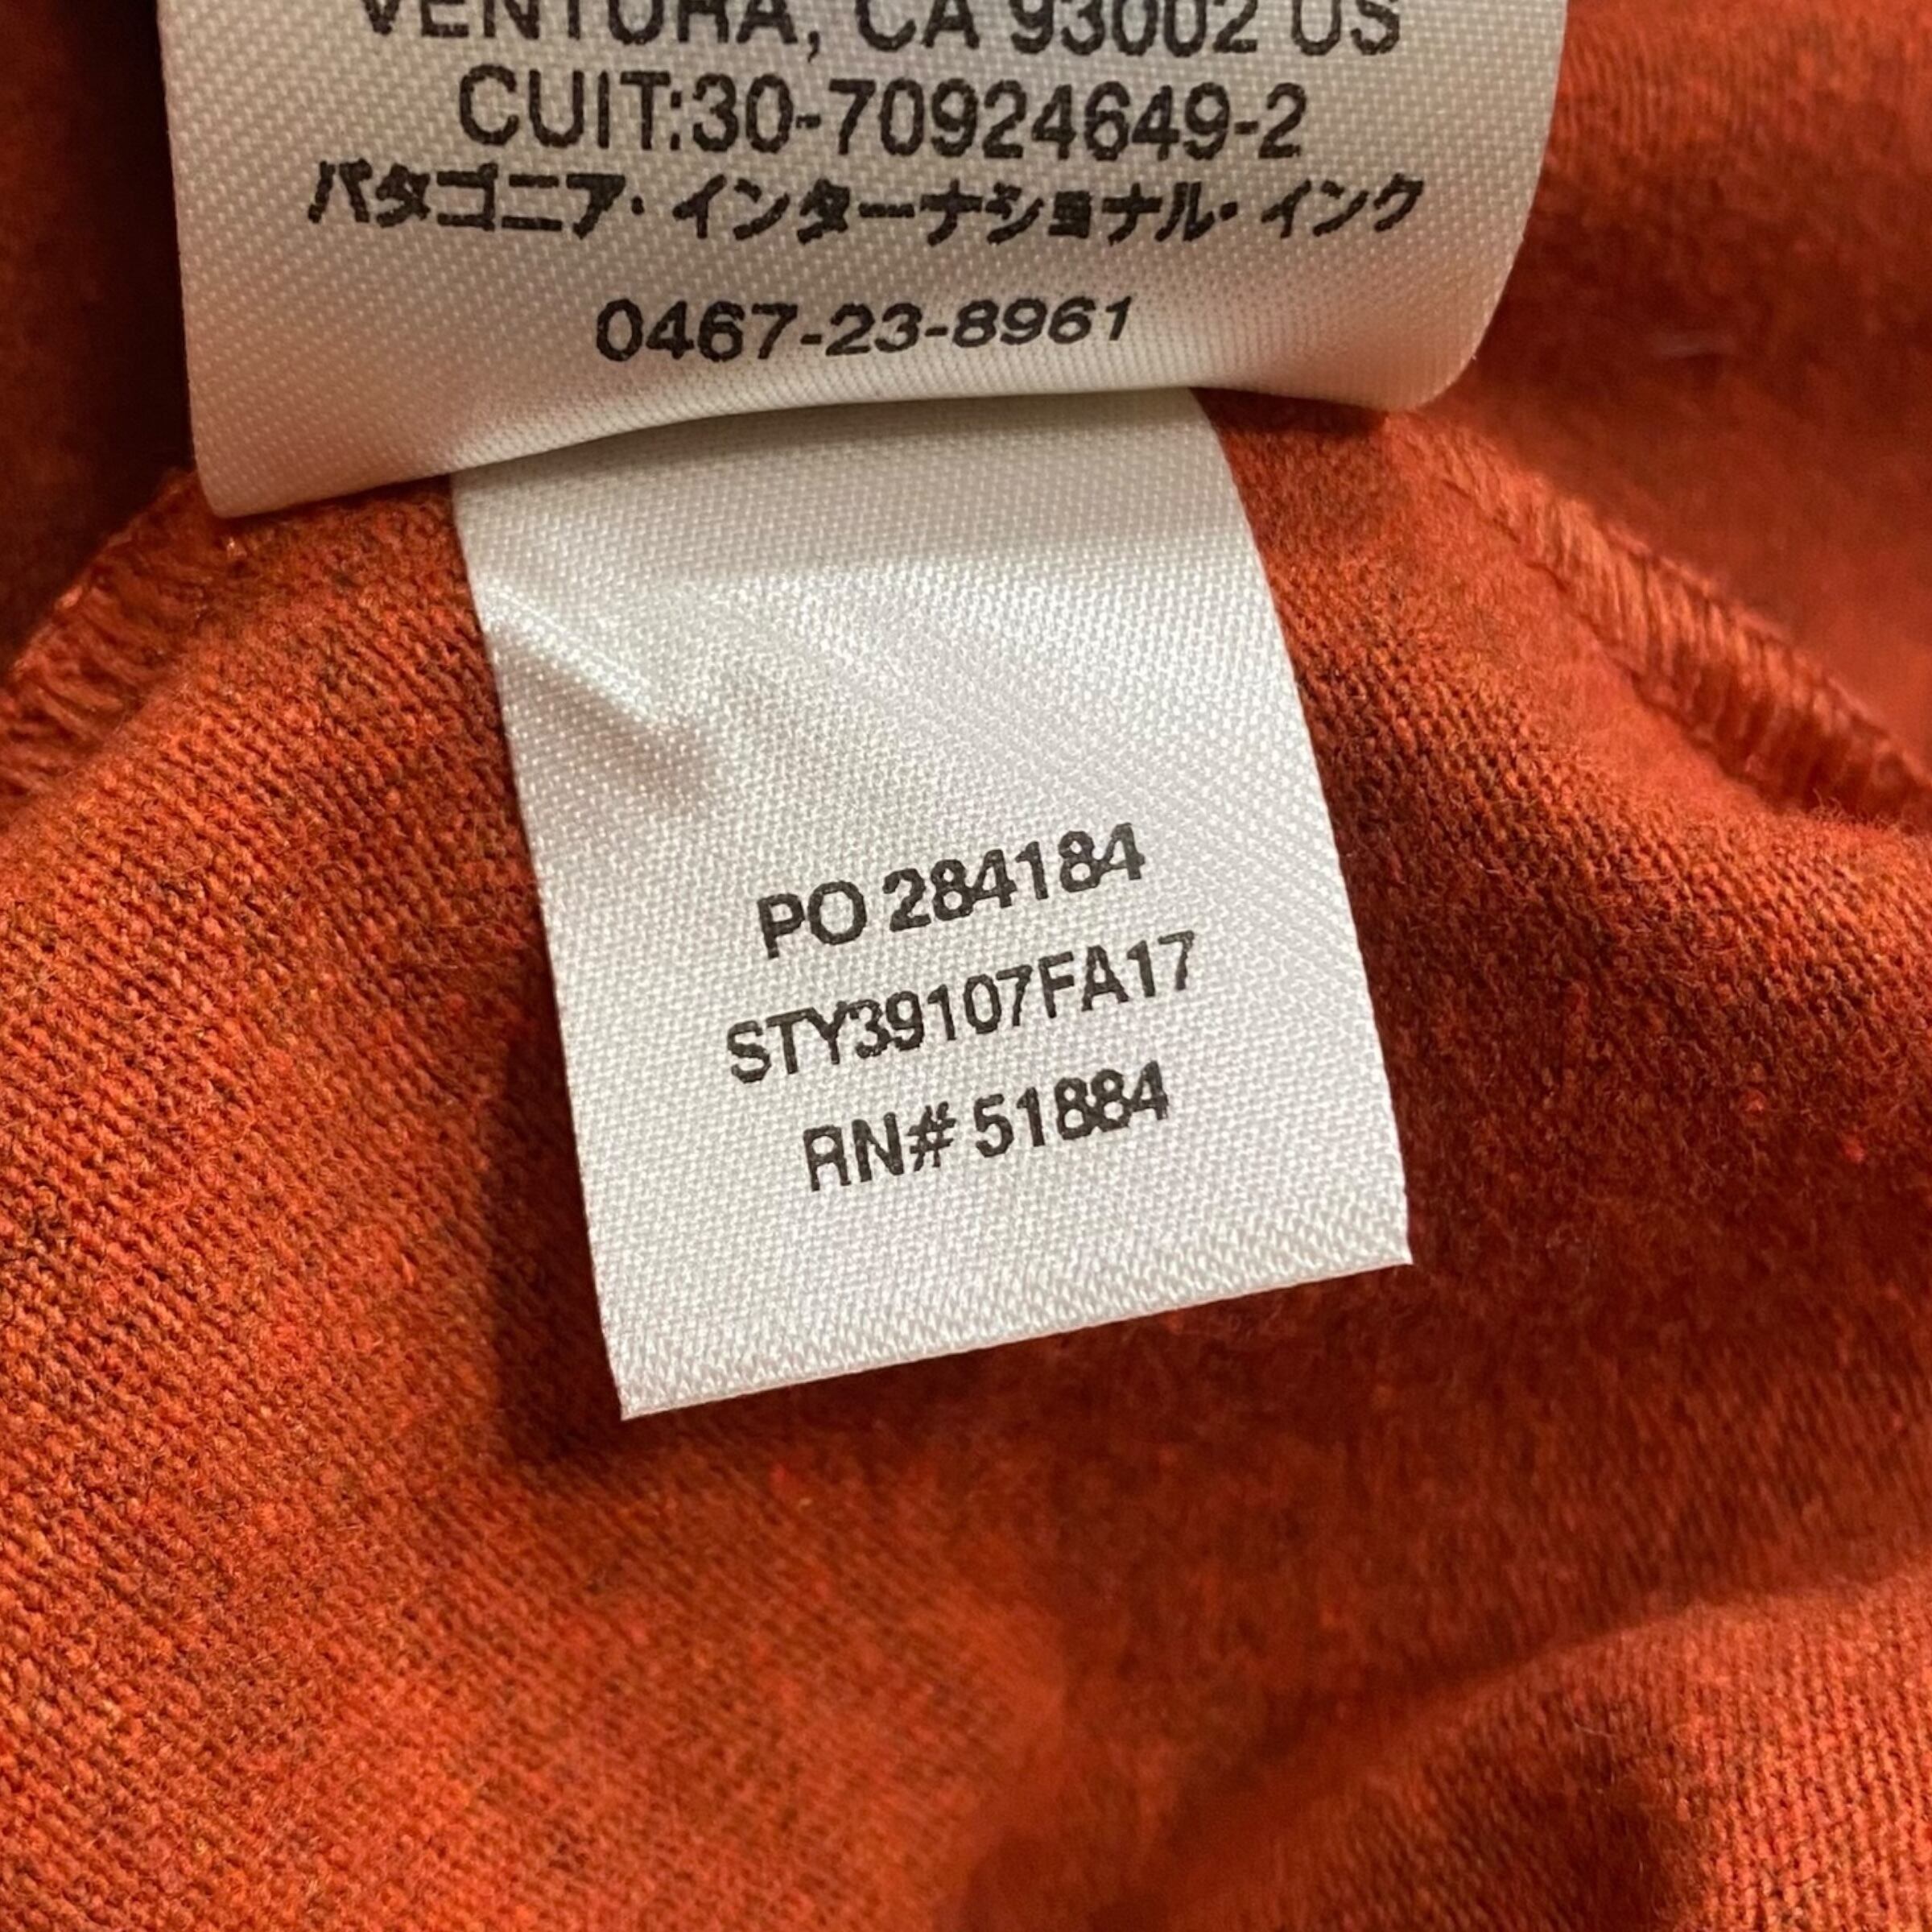 VENTURA, CA 93002 US
CUIT:30-70924649-2
パタゴニア・インターナショナル・インク
0467-23-8961
PO 284184
STY39107FA17
RN# 51884